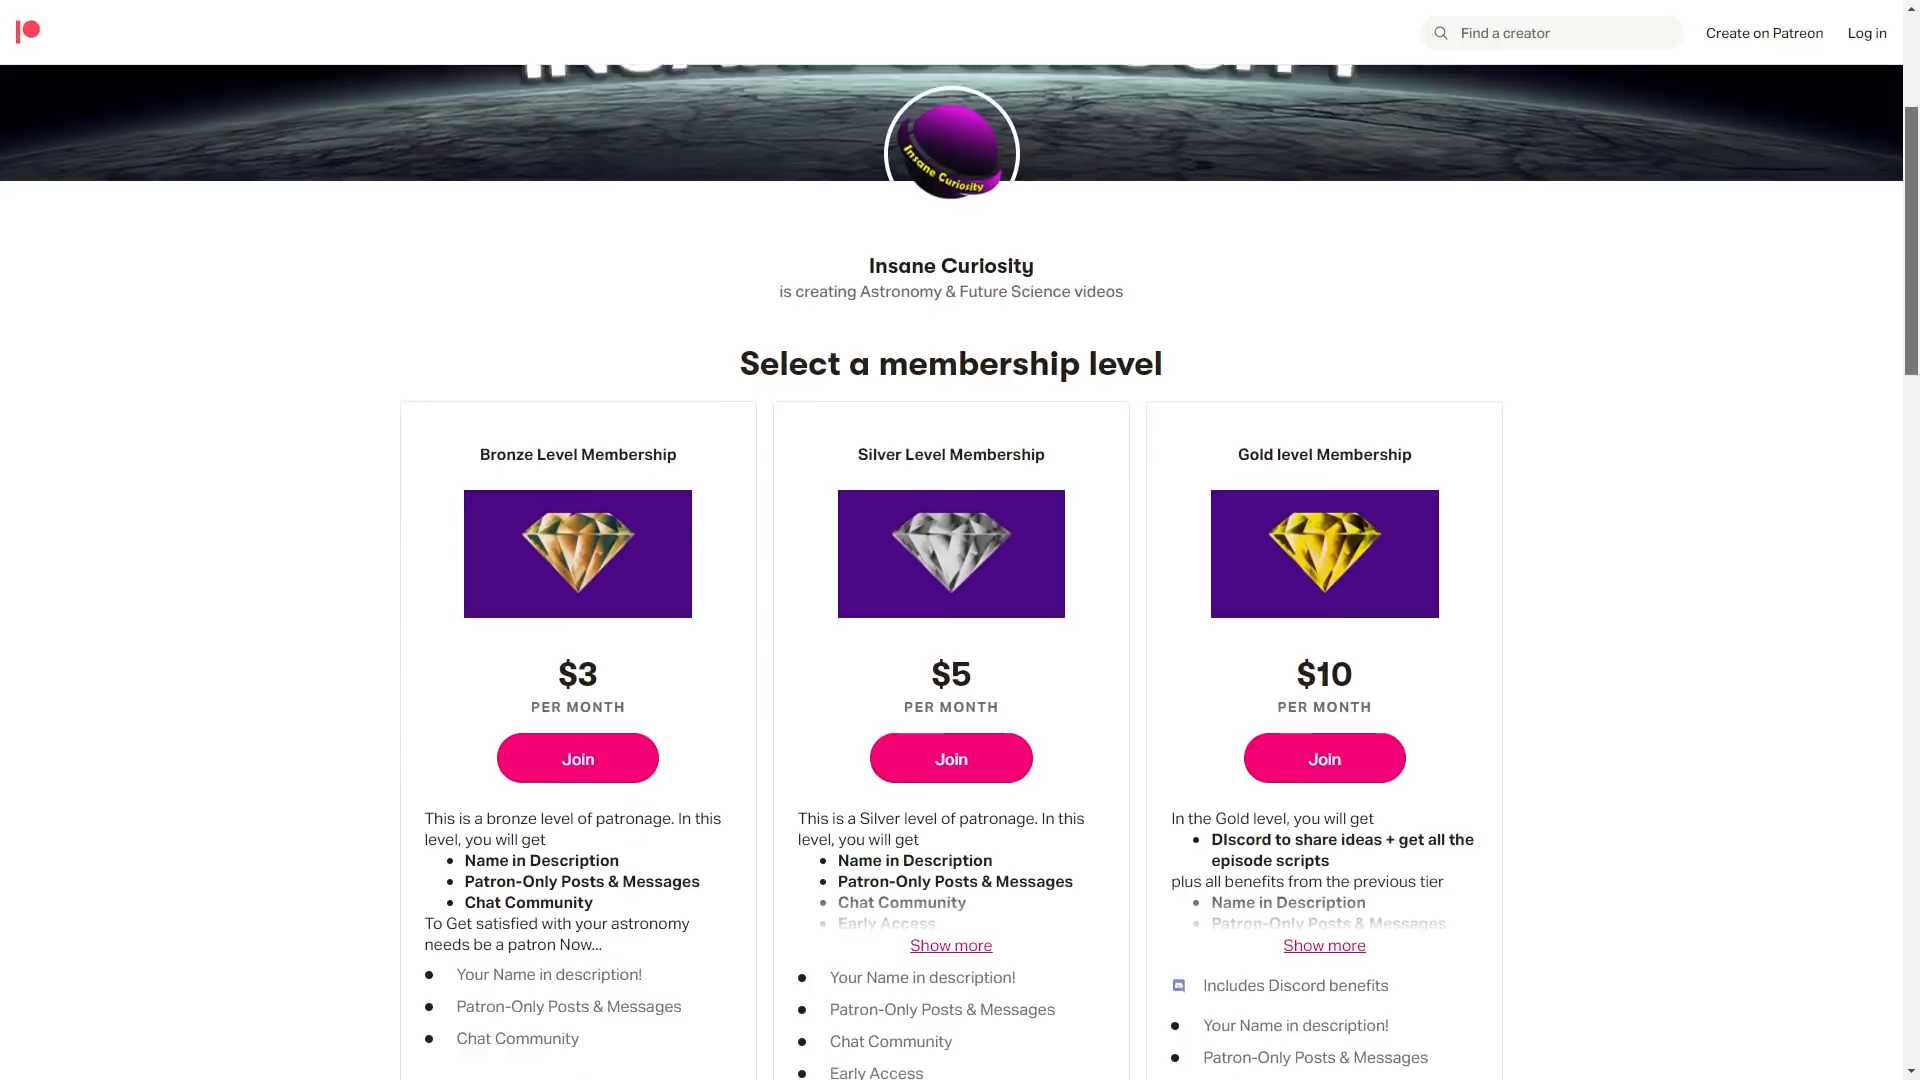 Find a creator
Create on Patreon
Log in
Insane Curiosity
Insane Curiosity
is creating Astronomy & Future Science videos
Select a membership level
Bronze Level Membership
$3
PER MONTH
Join
This is a bronze level of patronage. In this
level, you will get
Name in Description
Patron-Only Posts & Messages
Chat Community
To Get satisfied with your astronomy
needs be a patron Now...
Your Name in description!
Patron-Only Posts & Messages
Chat Community
Silver Level Membership
$5
PER MONTH
Join
This is a Silver level of patronage. In this
level, you will get
Name in Description
Patron-Only Posts & Messages
Chat Community
Early Access
Show more
Your Name in description!
Patron-Only Posts & Messages
Chat Community
Early Access
Gold level Membership
$10
PER MONTH
Join
In the Gold level, you will get
DIscord to share ideas + get all the
episode scripts
plus all benefits from the previous tier
Name in Description
Patron-Only Posts & Messages
Show more
Includes Discord benefits
Your Name in description!
Patron-Only Posts & Messages